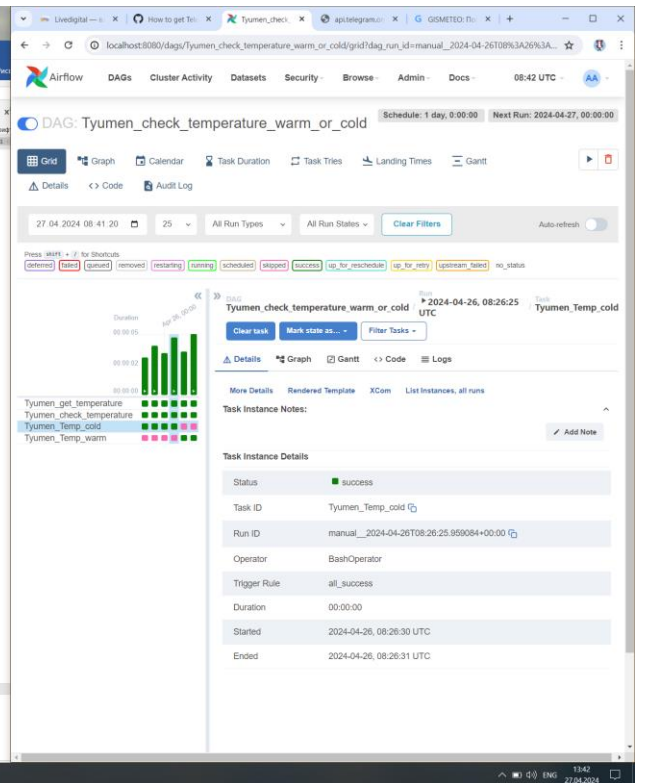 Livedigital —
How to get Tele
Tyumen_check_
api.telegram.or
GISMETEO: По
localhost:8080/dags/Tyumen_check_temperature_warm_or_cold/grid?dag_run_id=manual__2024-04-26T08%3A26%3A...
Airflow DAGs Cluster Activity Datasets Security Browse Admin Docs 08:42 UTC AA
DAG: Tyumen_check_temperature_warm_or_cold
Schedule: 1 day, 0:00:00 Next Run: 2024-04-27, 00:00:00
Grid Graph Calendar Task Duration Task Tries Landing Times Gantt
Details <> Code Audit Log
27.04.2024 08:41:20 25 All Run Types All Run States Clear Filters Auto-refresh
Press shift + / for Shortcuts
deferred failed queued removed restarting running scheduled skipped success up_for_reschedule up_for_retry upstream_failed no_status
Duration
Apr 26, 00:00
00:00:05
00:00:02
00:00:00
Tyumen_get_temperature
Tyumen_check_temperature
Tyumen_Temp_cold
Tyumen_Temp_warm
DAG
Tyumen_check_temperature_warm_or_cold /
Run
2024-04-26, 08:26:25
UTC
Task
Tyumen_Temp_cold
Clear task Mark state as... Filter Tasks
Details Graph Gantt <> Code Logs
More Details Rendered Template XCom List Instances, all runs
Task Instance Notes:
Add Note
Task Instance Details
Status success
Task ID Tyumen_Temp_cold
Run ID manual__2024-04-26T08:26:25.959084+00:00
Operator BashOperator
Trigger Rule all_success
Duration 00:00:00
Started 2024-04-26, 08:26:30 UTC
Ended 2024-04-26, 08:26:31 UTC
ENG
13:42
27.04.2024